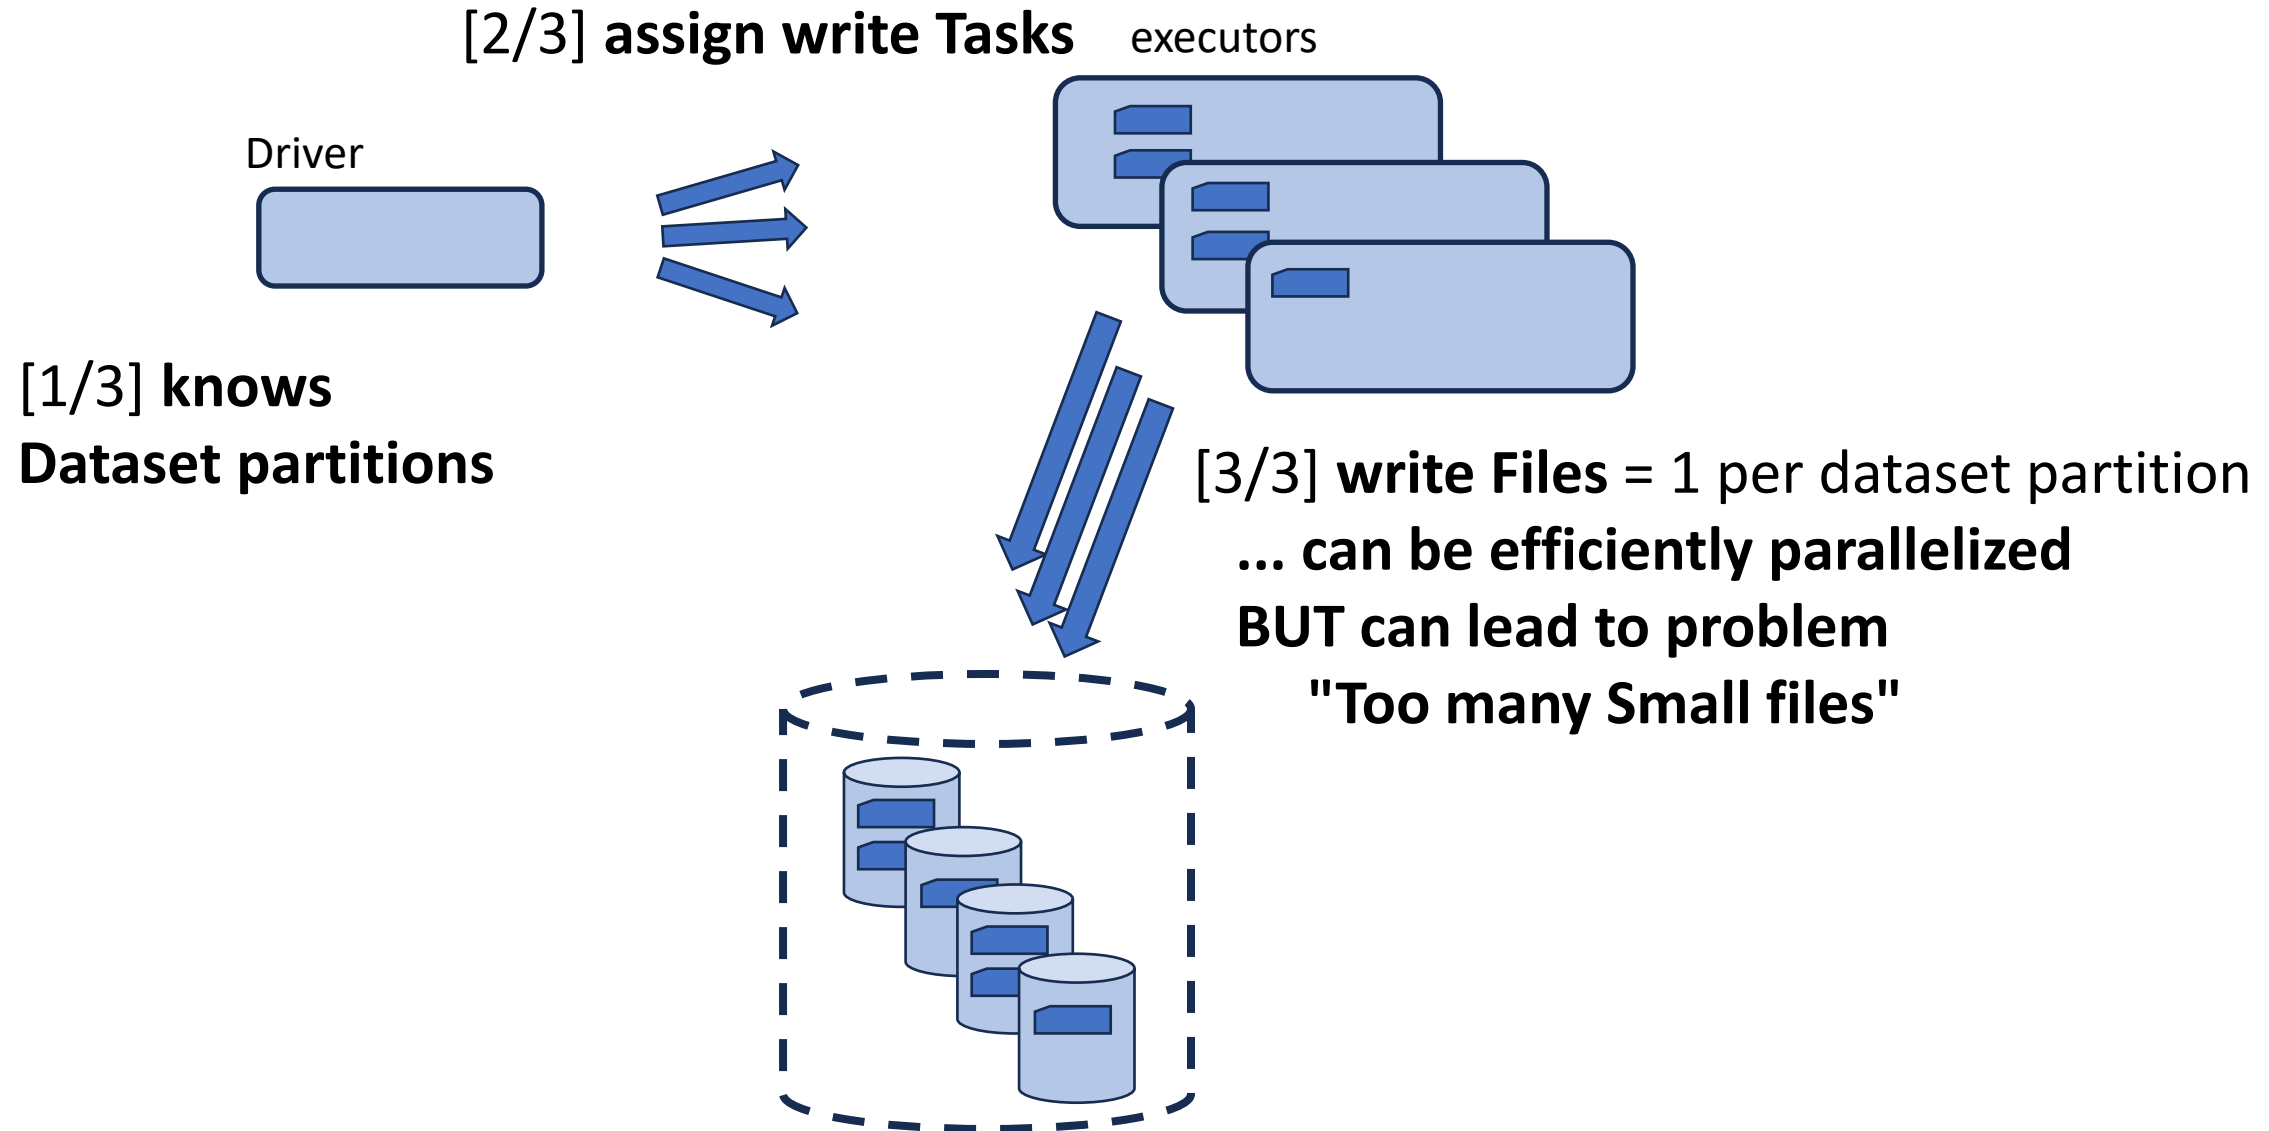 [2/3] assign write Tasks
executors
Driver
[1/3] knows
Dataset partitions
[3/3] write Files = 1 per dataset partition
... can be efficiently parallelized
BUT can lead to problem
"Too many Small files"